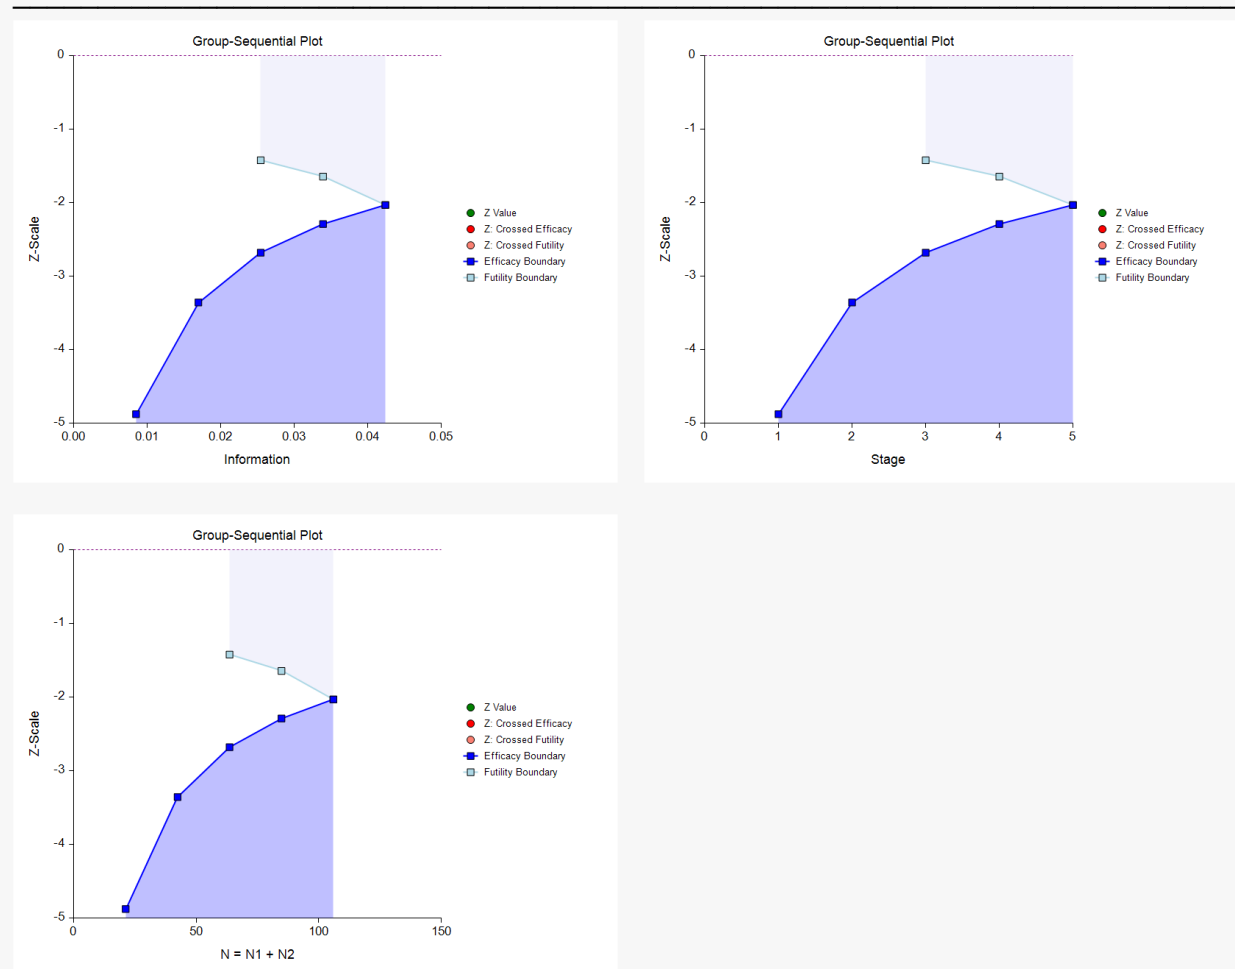 Group-Sequential Plot
0
-1
-2
-3
-4
-5
Z-Scale
0.00 0.01 0.02 0.03 0.04 0.05
Information
Z Value
Z: Crossed Efficacy
Z: Crossed Futility
Efficacy Boundary
Futility Boundary
Group-Sequential Plot
0
-1
-2
-3
-4
-5
Z-Scale
0 1 2 3 4 5
Stage
Z Value
Z: Crossed Efficacy
Z: Crossed Futility
Efficacy Boundary
Futility Boundary
Group-Sequential Plot
0
-1
-2
-3
-4
-5
Z-Scale
0 50 100 150
N = N1 + N2
Z Value
Z: Crossed Efficacy
Z: Crossed Futility
Efficacy Boundary
Futility Boundary